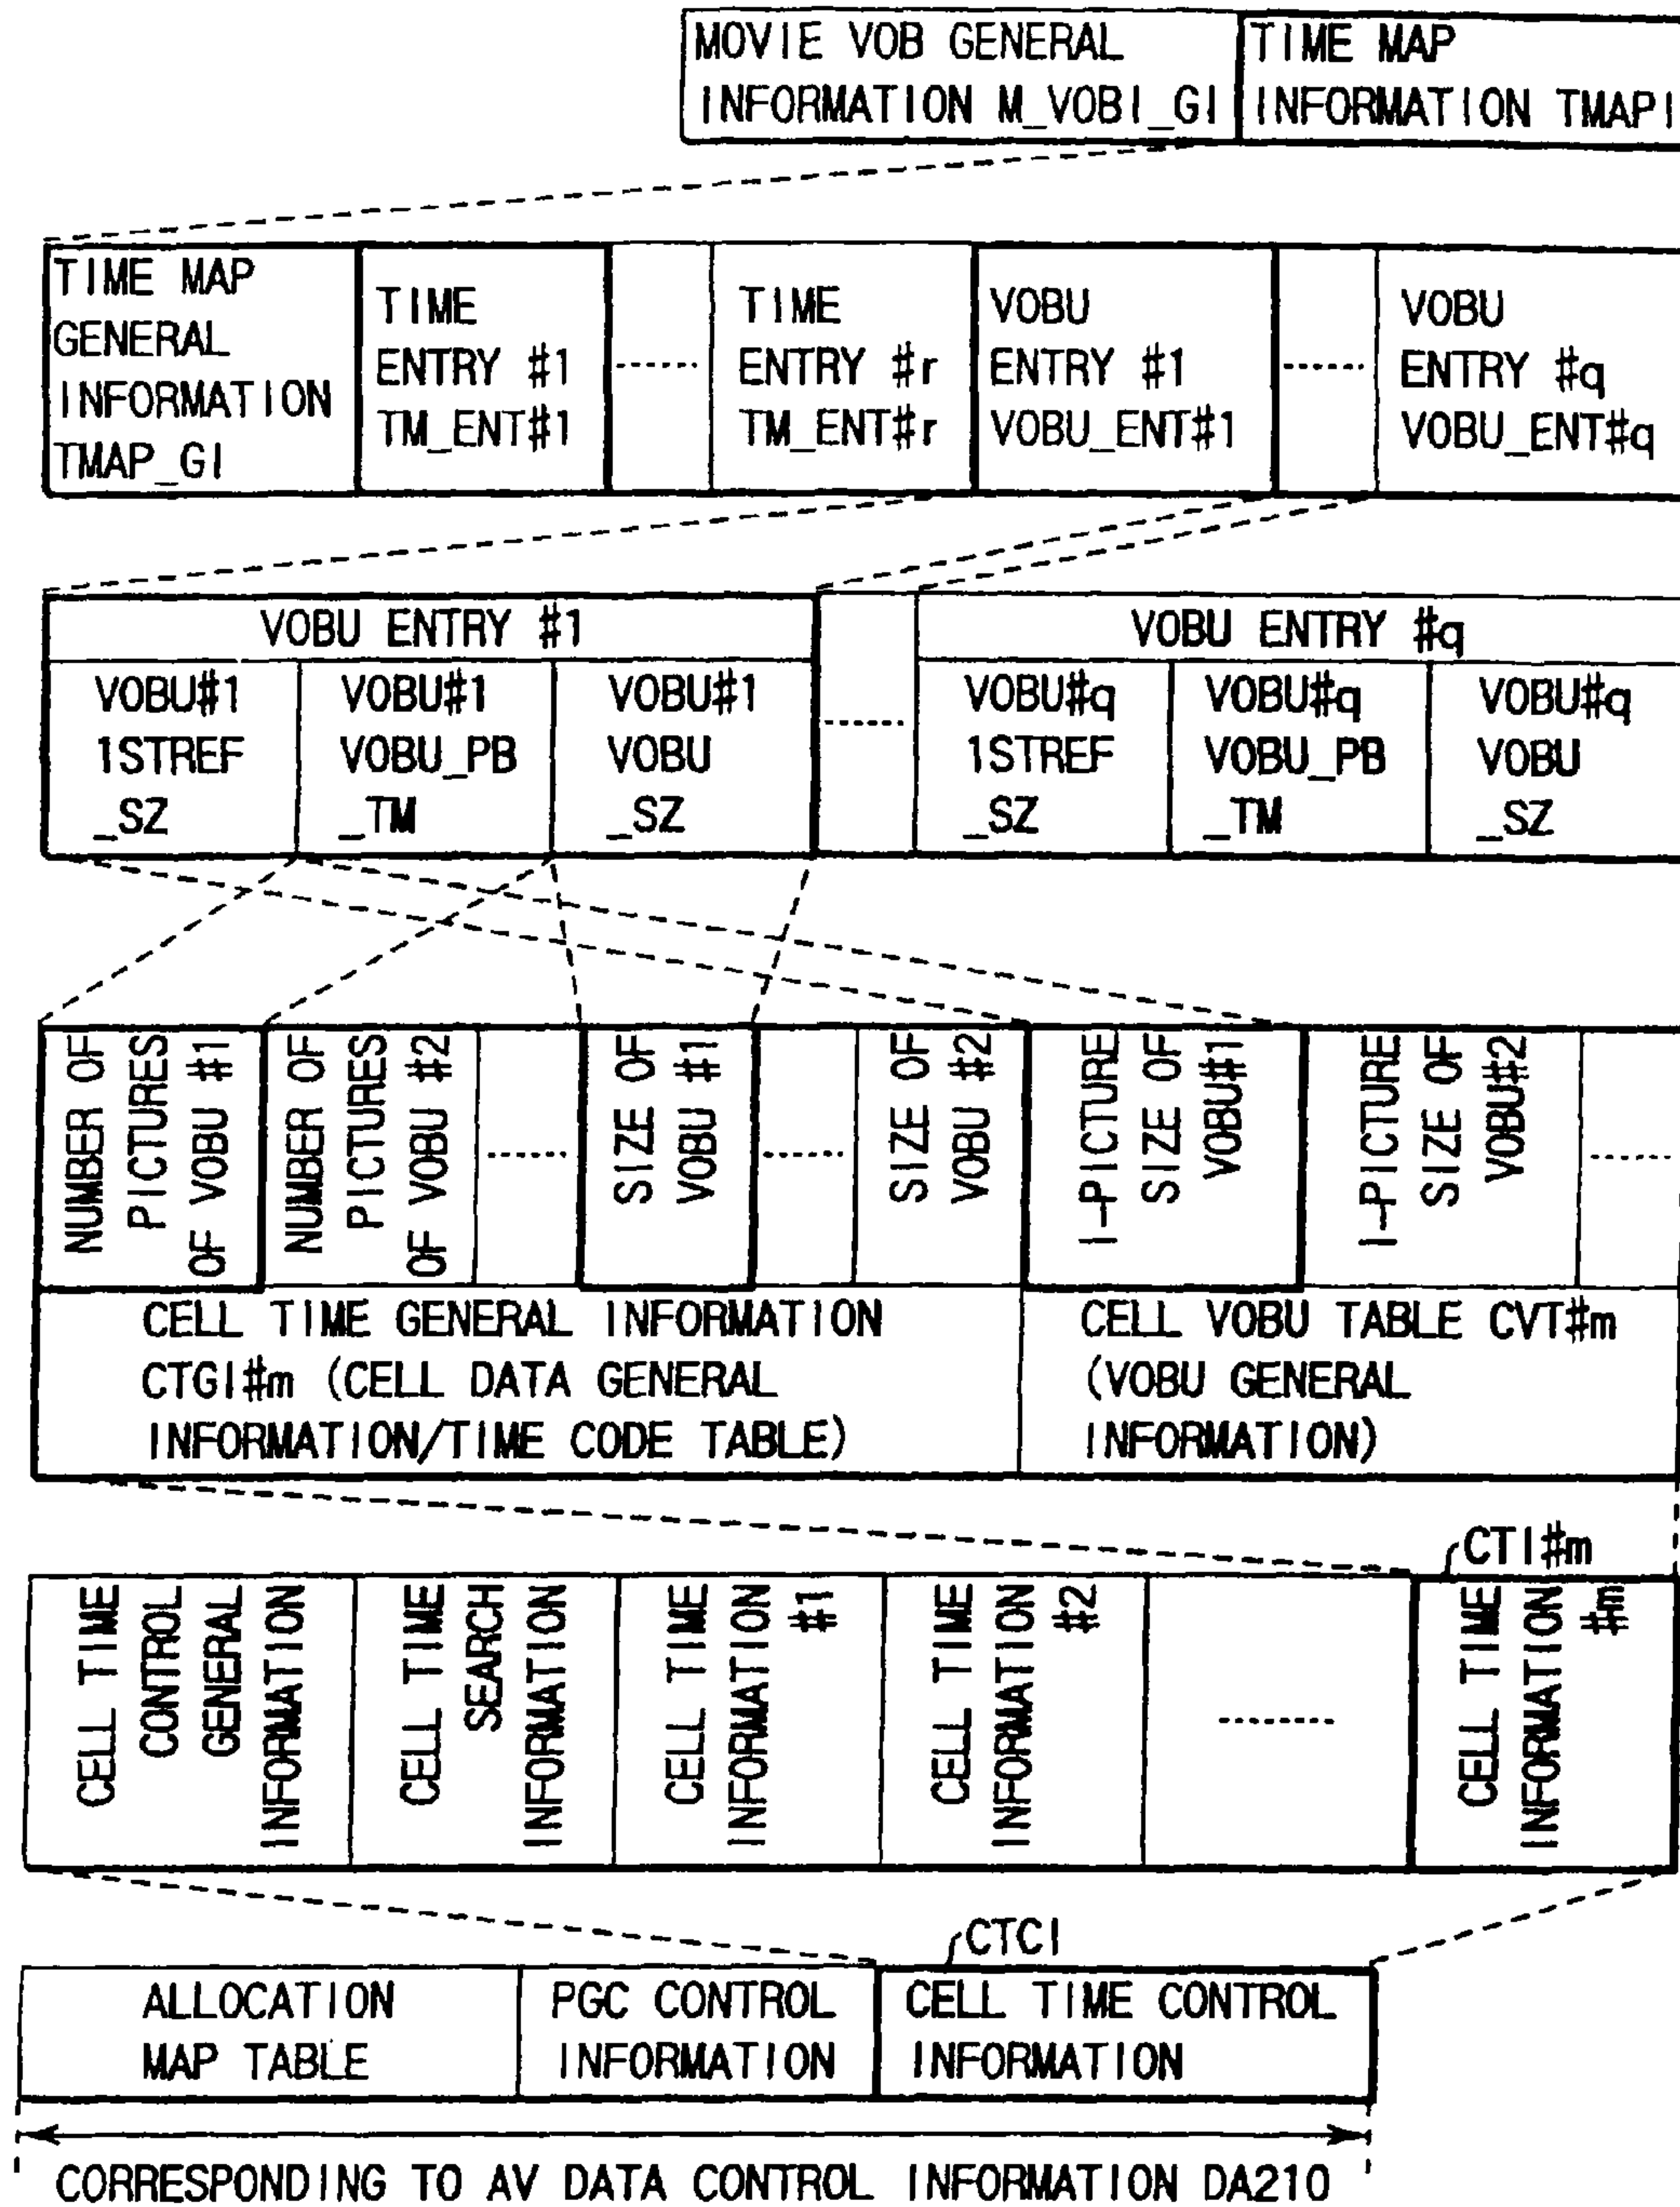 MOVIE VOB GENERAL
INFORMATION M_VOBI_GI
TIME MAP
INFORMATION TMAPI
TIME MAP
GENERAL
INFORMATION
TMAP_GI
TIME
ENTRY #1
TM_ENT#1
TIME
ENTRY #r
TM_ENT#r
VOBU
ENTRY #1
VOBU_ENT#1
VOBU
ENTRY #q
VOBU_ENT#q
VOBU ENTRY #1
VOBU#1
1STREF
_SZ
VOBU#1
VOBU_PB
_TM
VOBU#1
VOBU
_SZ
VOBU ENTRY #q
VOBU#q
1STREF
_SZ
VOBU#q
VOBU_PB
_TM
VOBU#q
VOBU
_SZ
NUMBER OF
PICTURES
OF VOBU #1
NUMBER OF
PICTURES
OF VOBU #2
SIZE OF
VOBU #1
SIZE OF
VOBU #2
I-PICTURE
SIZE OF
VOBU#1
I-PICTURE
SIZE OF
VOBU#2
CELL TIME GENERAL INFORMATION
CTGI#m (CELL DATA GENERAL
INFORMATION/TIME CODE TABLE)
CELL VOBU TABLE CVT#m
(VOBU GENERAL
INFORMATION)
CTI#m
CELL TIME
CONTROL
GENERAL
INFORMATION
CELL TIME
SEARCH
INFORMATION
CELL TIME
INFORMATION
#1
CELL TIME
INFORMATION
#2
CELL TIME
INFORMATION
#m
CTCI
ALLOCATION
MAP TABLE
PGC CONTROL
INFORMATION
CELL TIME CONTROL
INFORMATION
CORRESPONDING TO AV DATA CONTROL INFORMATION DA210